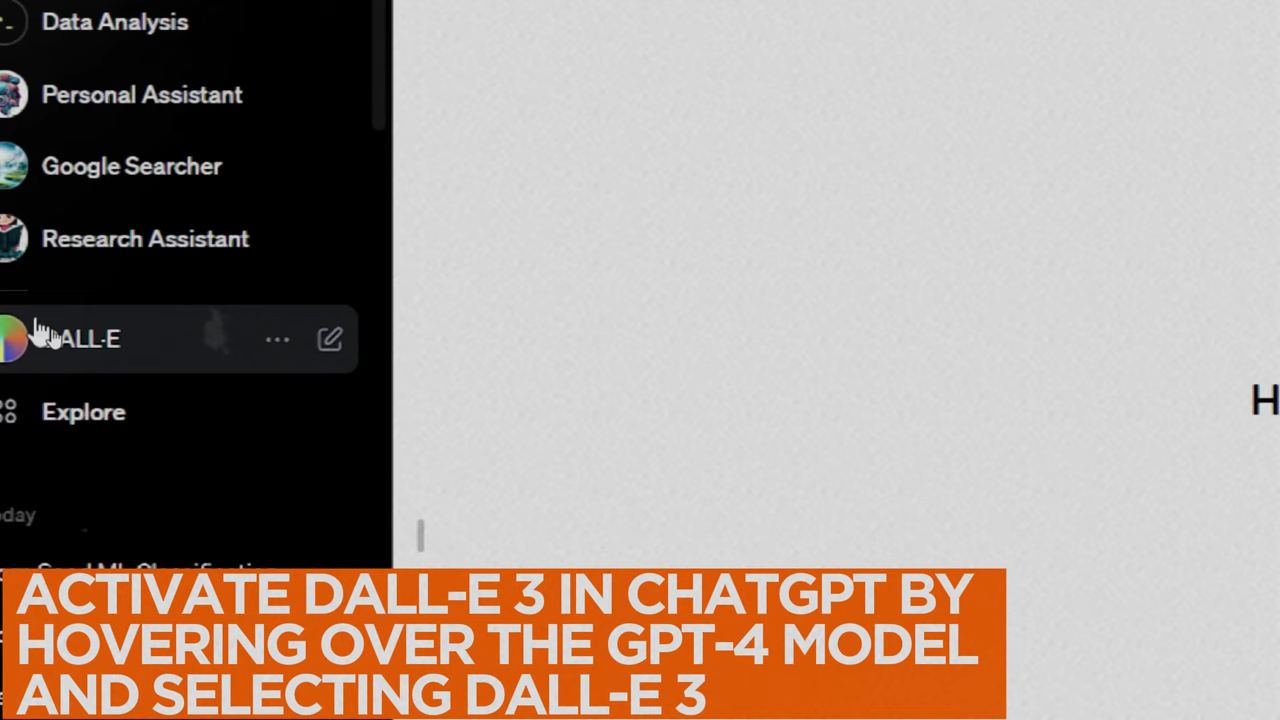 Data Analysis
Personal Assistant
Google Searcher
Research Assistant
ALL·E
Explore
oday
H
ACTIVATE DALL-E 3 IN CHATGPT BY
HOVERING OVER THE GPT-4 MODEL
AND SELECTING DALL-E 3